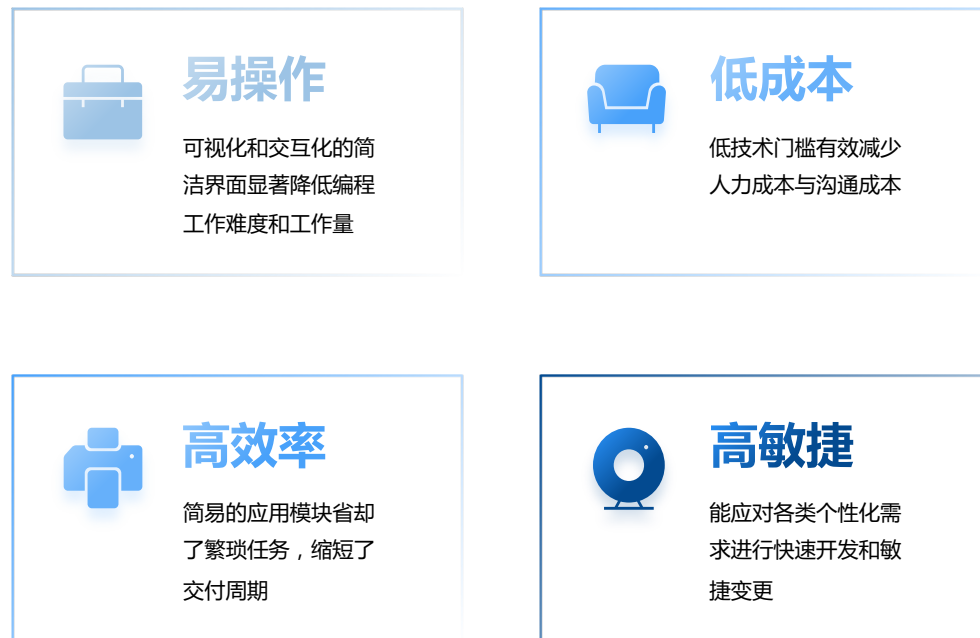 易操作
可视化和交互化的简
洁界面显著降低编程
工作难度和工作量
低成本
低技术门槛有效减少
人力成本与沟通成本
高效率
简易的应用模块省却
了繁琐任务，缩短了
交付周期
高敏捷
能应对各类个性化需
求进行快速开发和敏
捷变更